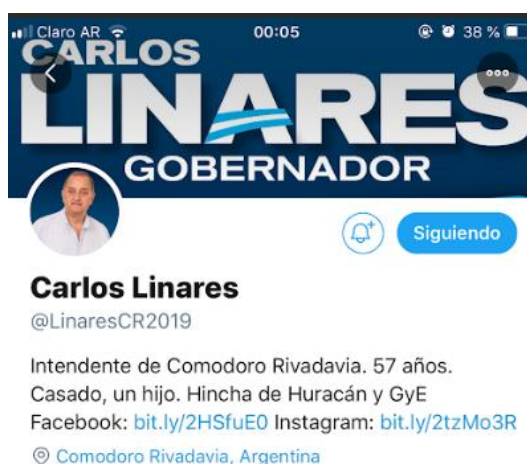 Claro AR 00:05 38 %
CARLOS
LINARES
GOBERNADOR
Siguiendo
Carlos Linares
@LinaresCR2019
Intendente de Comodoro Rivadavia. 57 años.
Casado, un hijo. Hincha de Huracán y GyE
Facebook: bit.ly/2HSfuE0 Instagram: bit.ly/2tzMo3R
Comodoro Rivadavia, Argentina